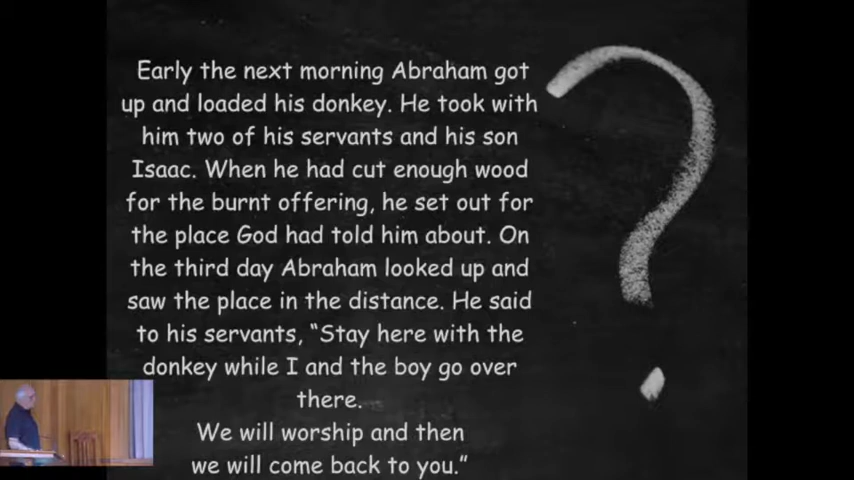 Early the next morning Abraham got
up and loaded his donkey. He took with
him two of his servants and his son
Isaac. When he had cut enough wood
for the burnt offering, he set out for
the place God had told him about. On
the third day Abraham looked up and
saw the place in the distance. He said
to his servants, “Stay here with the
donkey while I and the boy go over
there.
We will worship and then
we will come back to you.”
?